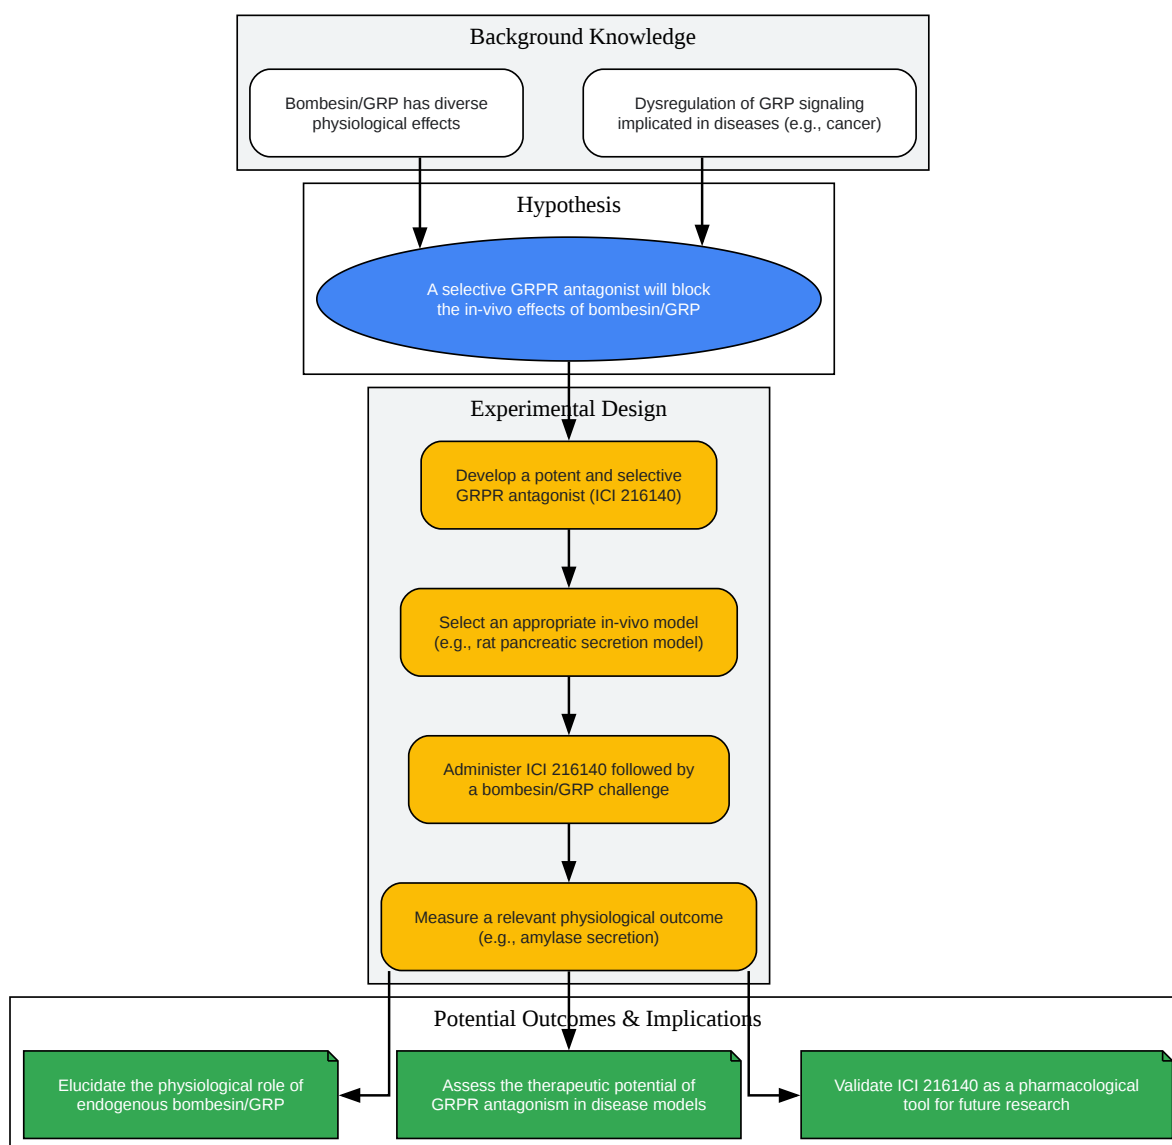 Background Knowledge
Bombesin/GRP has diverse
physiological effects
Dysregulation of GRP signaling
implicated in diseases (e.g., cancer)
Hypothesis
A selective GRPR antagonist will block
the in-vivo effects of bombesin/GRP
Experimental Design
Develop a potent and selective
GRPR antagonist (ICI 216140)
Select an appropriate in-vivo model
(e.g., rat pancreatic secretion model)
Administer ICI 216140 followed by
a bombesin/GRP challenge
Measure a relevant physiological outcome
(e.g., amylase secretion)
Potential Outcomes & Implications
Elucidate the physiological role of
endogenous bombesin/GRP
Assess the therapeutic potential of
GRPR antagonism in disease models
Validate ICI 216140 as a pharmacological
tool for future research